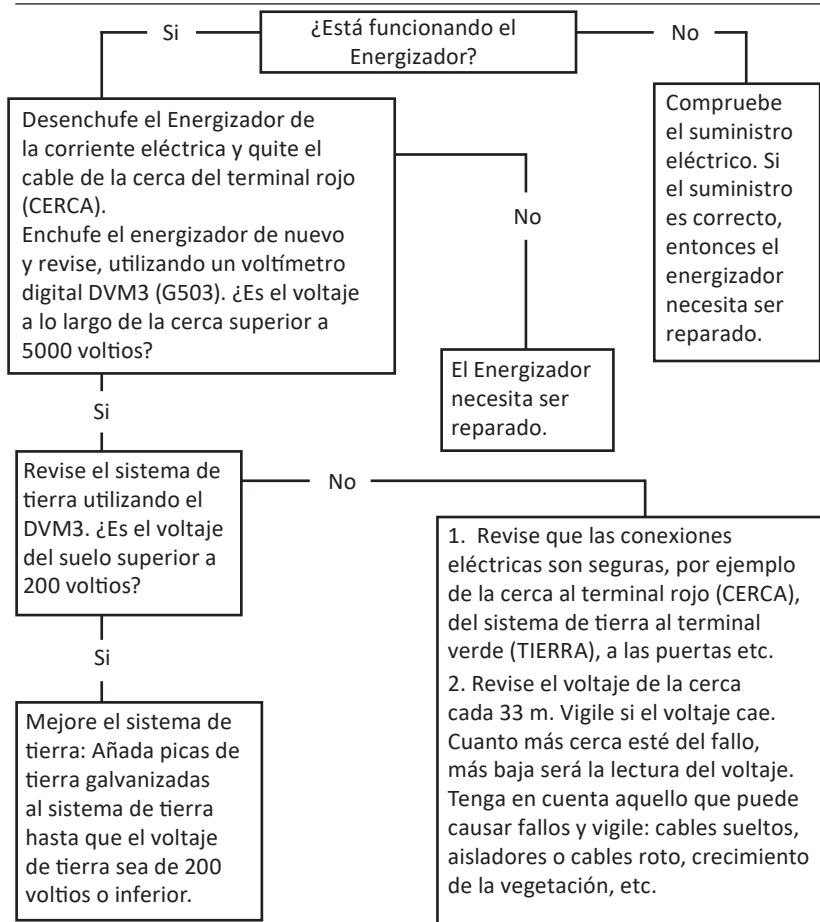 ¿Está funcionando el
Energizador?
Si
No
Desenchufe el Energizador de
la corriente eléctrica y quite el
cable de la cerca del terminal rojo
(CERCA).
Enchufe el energizador de nuevo
y revise, utilizando un voltímetro
digital DVM3 (G503). ¿Es el voltaje
a lo largo de la cerca superior a
5000 voltios?
Compruebe
el suministro
eléctrico. Si
el suministro
es correcto,
entonces el
energizador
necesita ser
reparado.
No
El Energizador
necesita ser
reparado.
Si
Revise el sistema de
tierra utilizando el
DVM3. ¿Es el voltaje
del suelo superior a
200 voltios?
No
1. Revise que las conexiones
eléctricas son seguras, por ejemplo
de la cerca al terminal rojo (CERCA),
del sistema de tierra al terminal
verde (TIERRA), a las puertas etc.
2. Revise el voltaje de la cerca
cada 33 m. Vigile si el voltaje cae.
Cuanto más cerca esté del fallo,
más baja será la lectura del voltaje.
Tenga en cuenta aquello que puede
causar fallos y vigile: cables sueltos,
aisladores o cables roto, crecimiento
de la vegetación, etc.
Si
Mejore el sistema de
tierra: Añada picas de
tierra galvanizadas
al sistema de tierra
hasta que el voltaje
de tierra sea de 200
voltios o inferior.